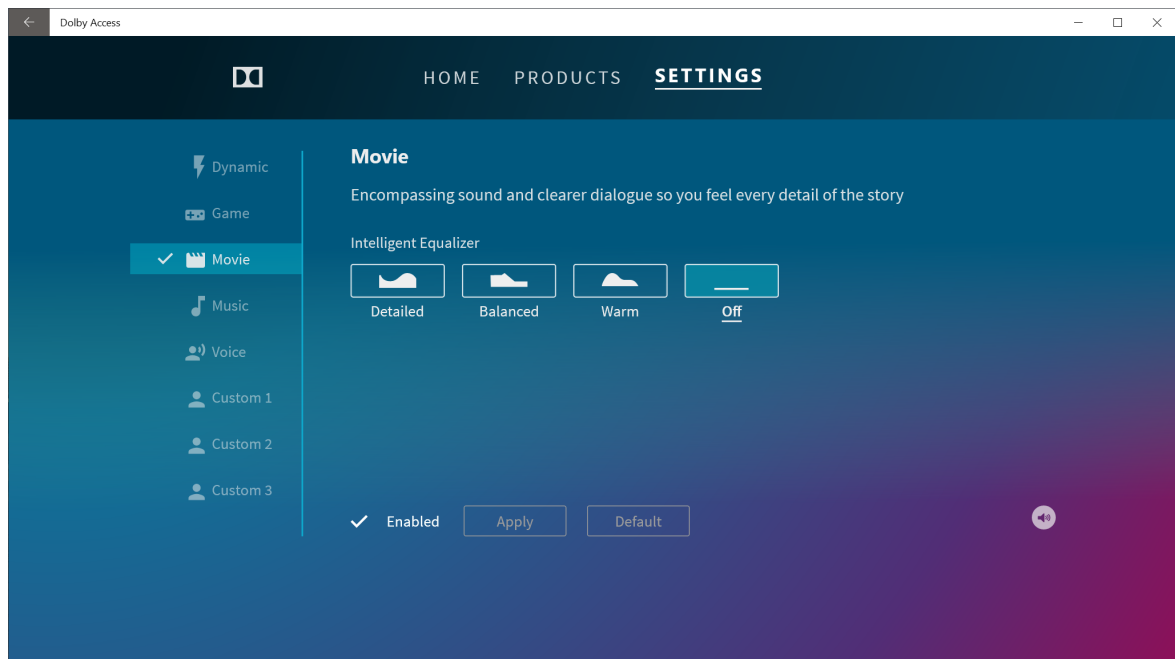 Dolby Access
HOME PRODUCTS SETTINGS
Dynamic
Game
Movie
Music
Voice
Custom 1
Custom 2
Custom 3
Movie
Encompassing sound and clearer dialogue so you feel every detail of the story
Intelligent Equalizer
Detailed Balanced Warm Off
Enabled Apply Default